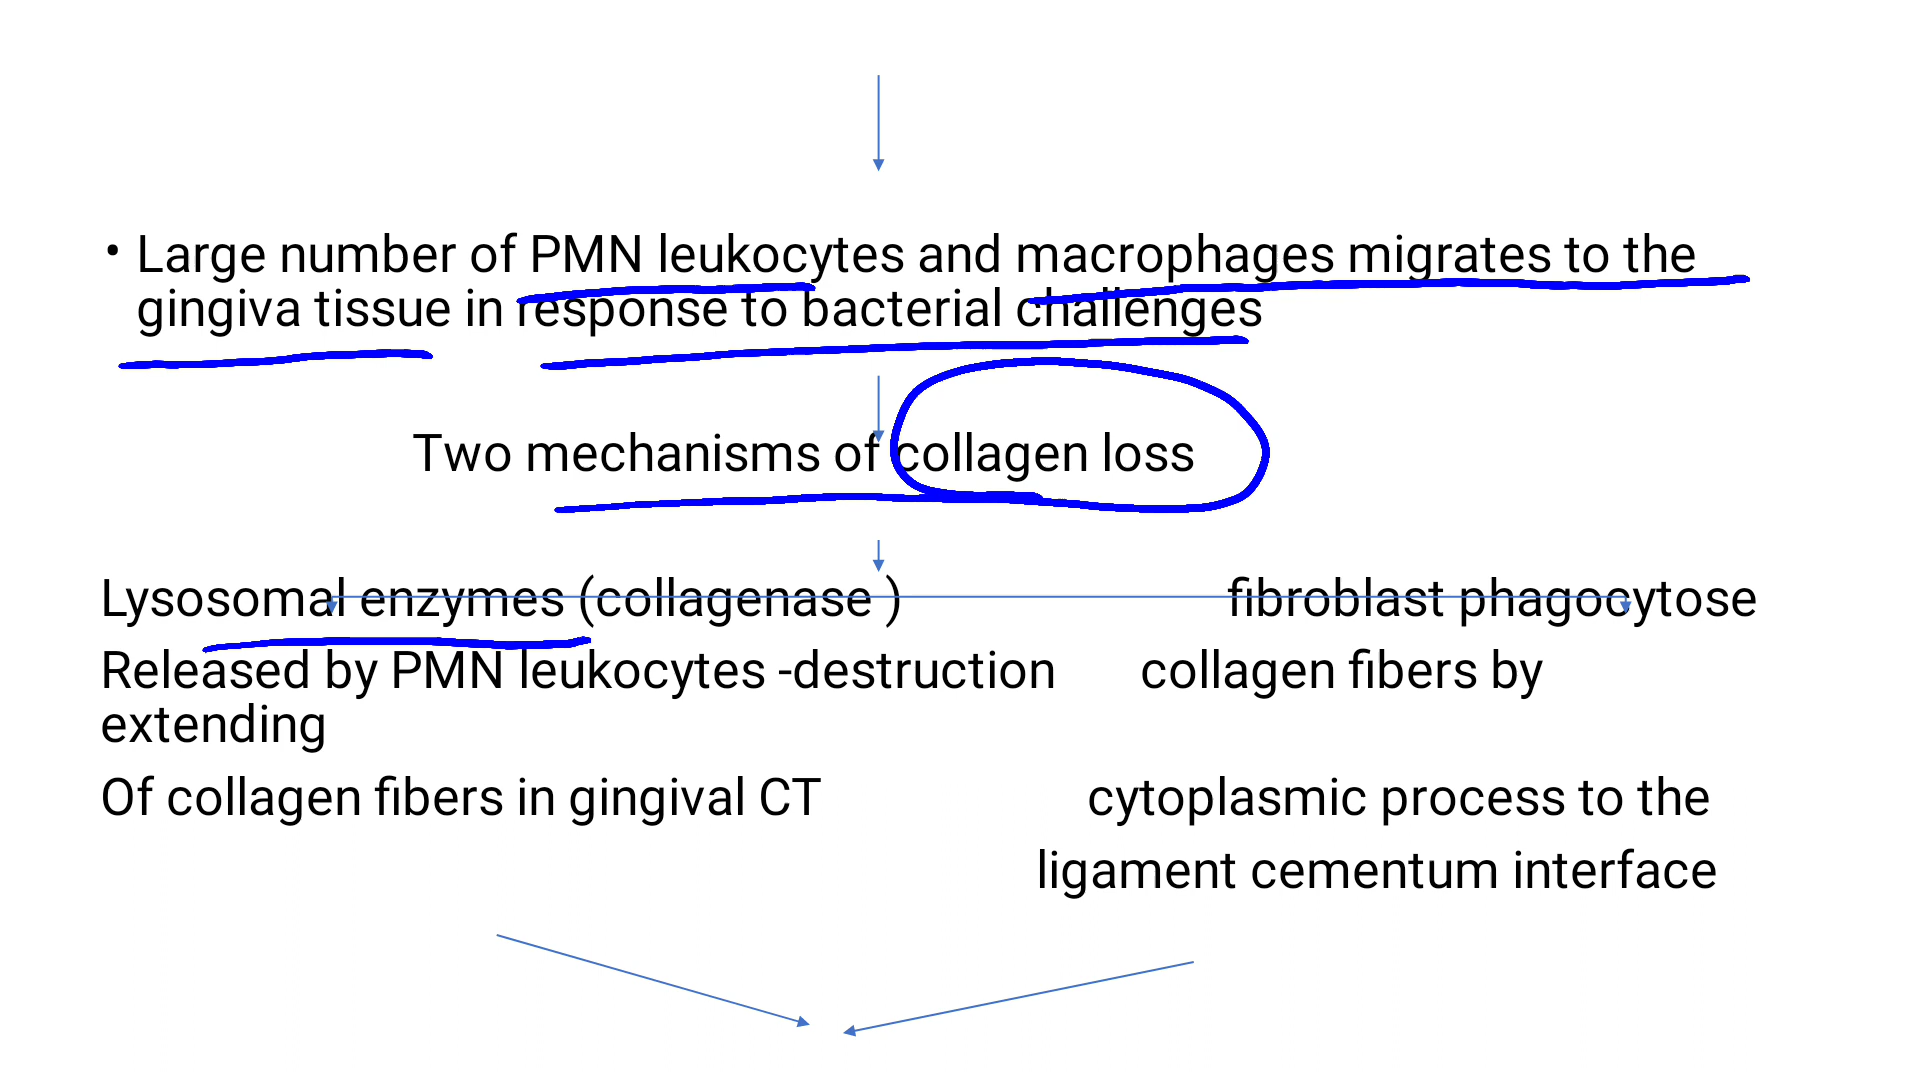 • Large number of PMN leukocytes and macrophages migrates to the
gingiva tissue in response to bacterial challenges
Two mechanisms of collagen loss
Lysosomal enzymes (collagenase ) fibroblast phagocytose
Released by PMN leukocytes -destruction collagen fibers by
extending
Of collagen fibers in gingival CT cytoplasmic process to the
ligament cementum interface